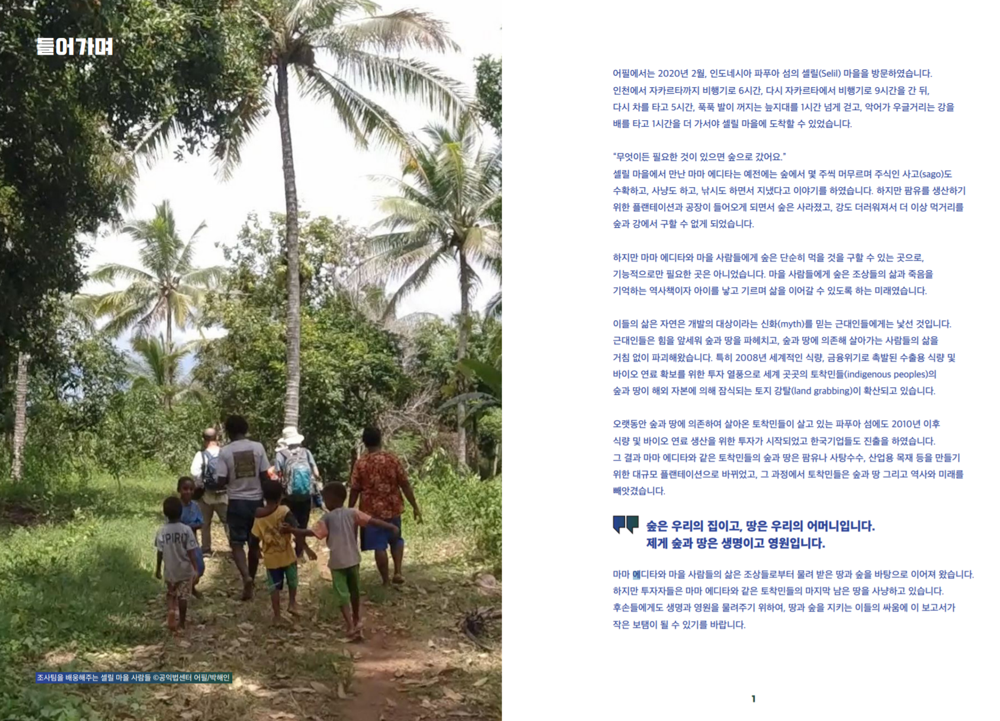 들어가며
조사팀을 배웅해주는 셀릴 마을 사람들 ©공익법센터 어필/박해인
어필에서는 2020년 2월, 인도네시아 파푸아 섬의 셀릴(Selil) 마을을 방문하였습니다.
인천에서 자카르타까지 비행기로 6시간, 다시 자카르타에서 비행기로 9시간을 간 뒤,
다시 차를 타고 5시간, 푹푹 발이 꺼지는 늪지대를 1시간 넘게 걷고, 악어가 우글거리는 강을
배를 타고 1시간을 더 가서야 셀릴 마을에 도착할 수 있었습니다.
“무엇이든 필요한 것이 있으면 숲으로 갔어요.”
셀릴 마을에서 만난 마마 에디타는 예전에는 숲에서 몇 주씩 머무르며 주식인 사고(sago)도
수확하고, 사냥도 하고, 낚시도 하면서 지냈다고 이야기를 하였습니다. 하지만 팜유를 생산하기
위한 플랜테이션과 공장이 들어오게 되면서 숲은 사라졌고, 강도 더러워져서 더 이상 먹거리를
숲과 강에서 구할 수 없게 되었습니다.
하지만 마마 에디타와 마을 사람들에게 숲은 단순히 먹을 것을 구할 수 있는 곳으로,
기능적으로만 필요한 곳은 아니었습니다. 마을 사람들에게 숲은 조상들의 삶과 죽음을
기억하는 역사책이자 아이를 낳고 기르며 삶을 이어갈 수 있도록 하는 미래였습니다.
이들의 삶은 자연은 개발의 대상이라는 신화(myth)를 믿는 근대인들에게는 낯선 것입니다.
근대인들은 힘을 앞세워 숲과 땅을 파헤치고, 숲과 땅에 의존해 살아가는 사람들의 삶을
거침 없이 파괴해왔습니다. 특히 2008년 세계적인 식량, 금융위기로 촉발된 수출용 식량 및
바이오 연료 확보를 위한 투자 열풍으로 세계 곳곳의 토착민들(indigenous peoples)의
숲과 땅이 해외 자본에 의해 잠식되는 토지 강탈(land grabbing)이 확산되고 있습니다.
오랫동안 숲과 땅에 의존하여 살아온 토착민들이 살고 있는 파푸아 섬에도 2010년 이후
식량 및 바이오 연료 생산을 위한 투자가 시작되었고 한국기업들도 진출을 하였습니다.
그 결과 마마 에디타와 같은 토착민들의 숲과 땅은 팜유나 사탕수수, 산업용 목재 등을 만들기
위한 대규모 플랜테이션으로 바뀌었고, 그 과정에서 토착민들은 숲과 땅 그리고 역사와 미래를
빼앗겼습니다.
숲은 우리의 집이고, 땅은 우리의 어머니입니다.
제게 숲과 땅은 생명이고 영원입니다.
마마 에디타와 마을 사람들의 삶은 조상들로부터 물려 받은 땅과 숲을 바탕으로 이어져 왔습니다.
하지만 투자자들은 마마 에디타와 같은 토착민들의 마지막 남은 땅을 사냥하고 있습니다.
후손들에게도 생명과 영원을 물려주기 위하여, 땅과 숲을 지키는 이들의 싸움에 이 보고서가
작은 보탬이 될 수 있기를 바랍니다.
1